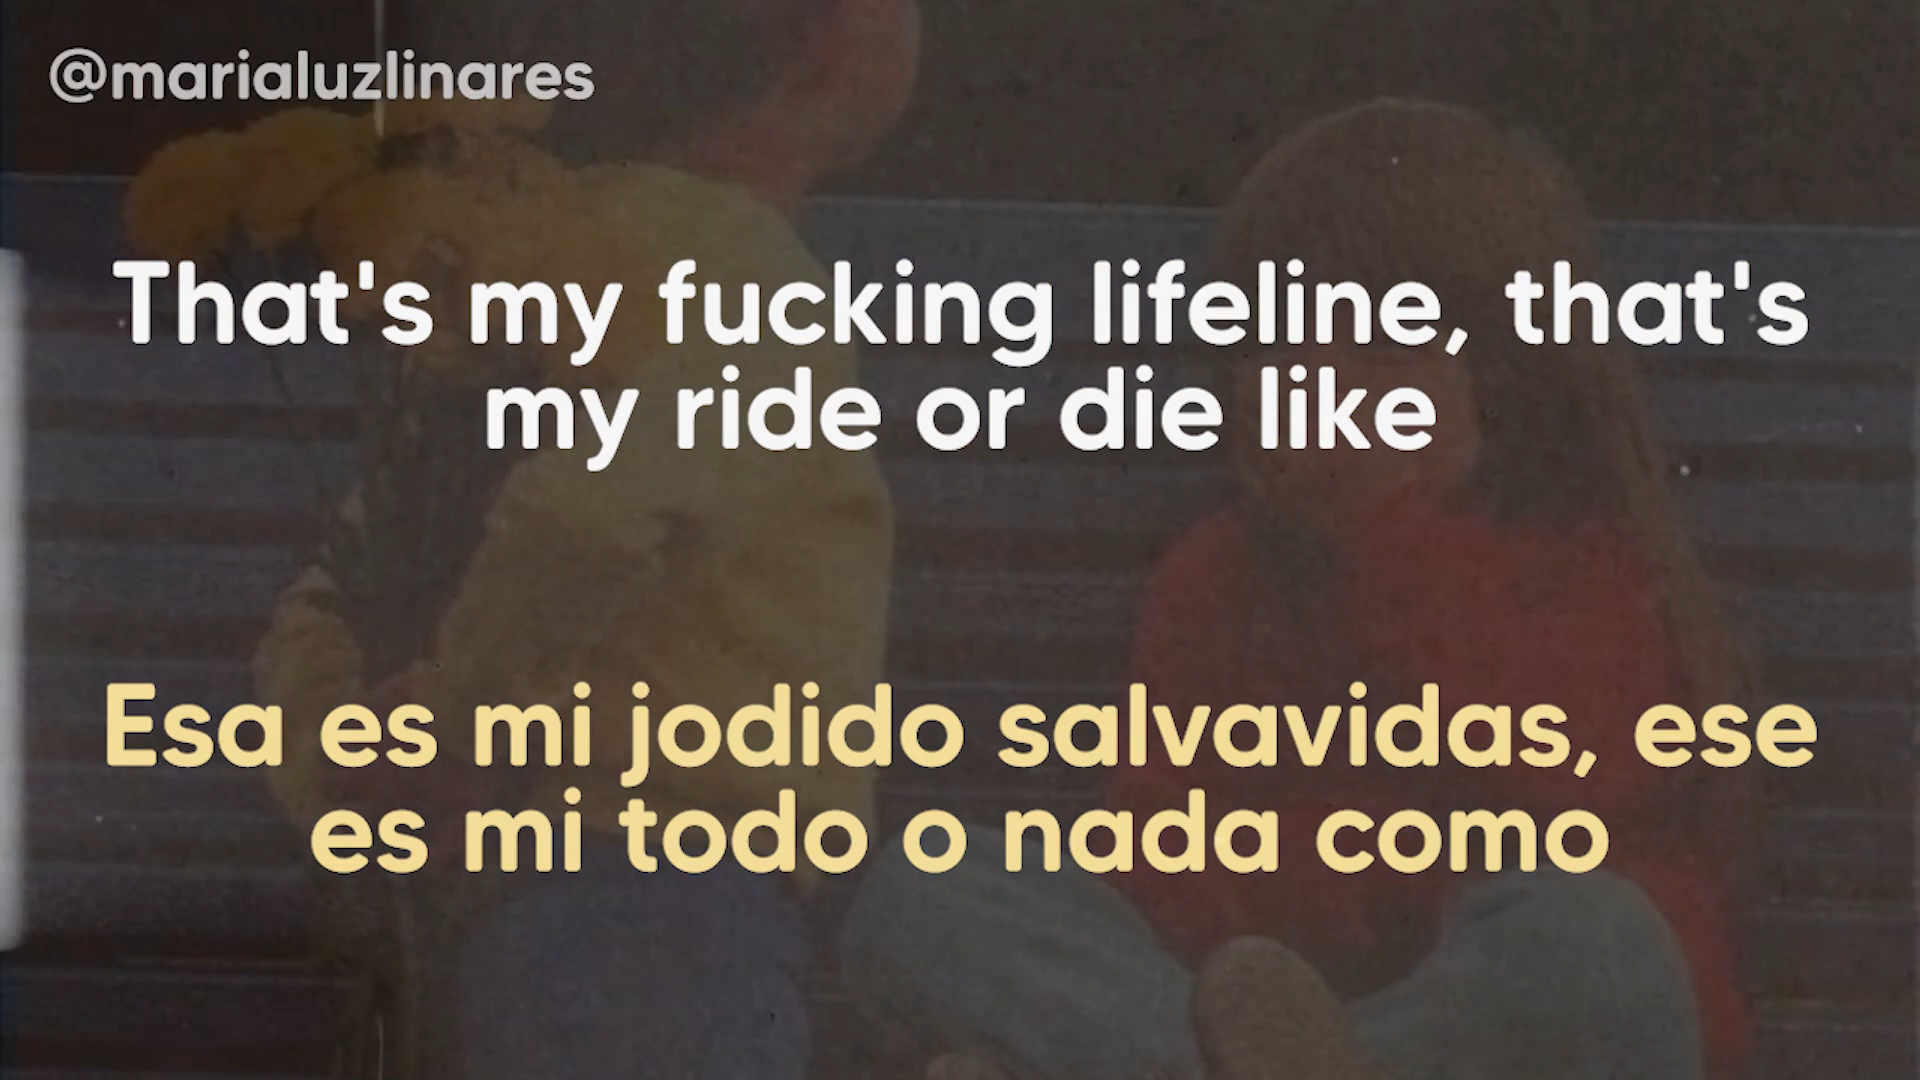 @marialuzlinares
That's my fucking lifeline, that's
my ride or die like
Esa es mi jodido salvavidas, ese
es mi todo o nada como